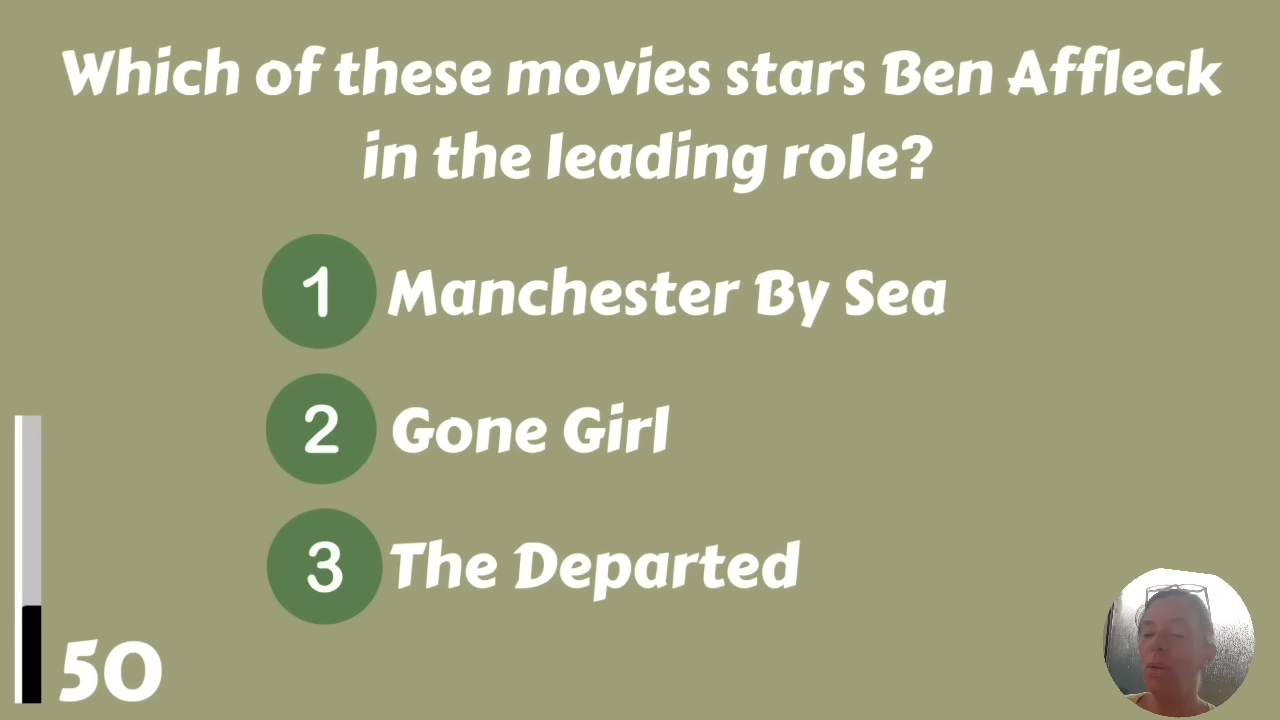 Which of these movies stars Ben Affleck
in the leading role?
1 Manchester By Sea
2 Gone Girl
3 The Departed
50